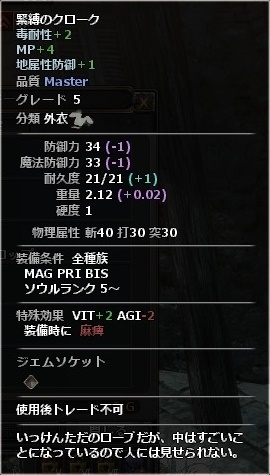 緊縛のクローク
毒耐性+2
MP+4
地属性防御+1
品質 Master
グレード 5
分類 外衣
防御力 34 (-1)
魔法防御力 33 (-1)
耐久度 21/21 (+1)
重量 2.12 (+0.02)
硬度 1
物理属性 斬40 打30 突30
装備条件 全種族
MAG PRI BIS
ソウルランク 5～
特殊効果 VIT+2 AGI-2
装備時に 麻痺
ジェムソケット
使用後トレード不可
いっけんただのローブだが、中はすごいこ
とになっているので人には見せられない。